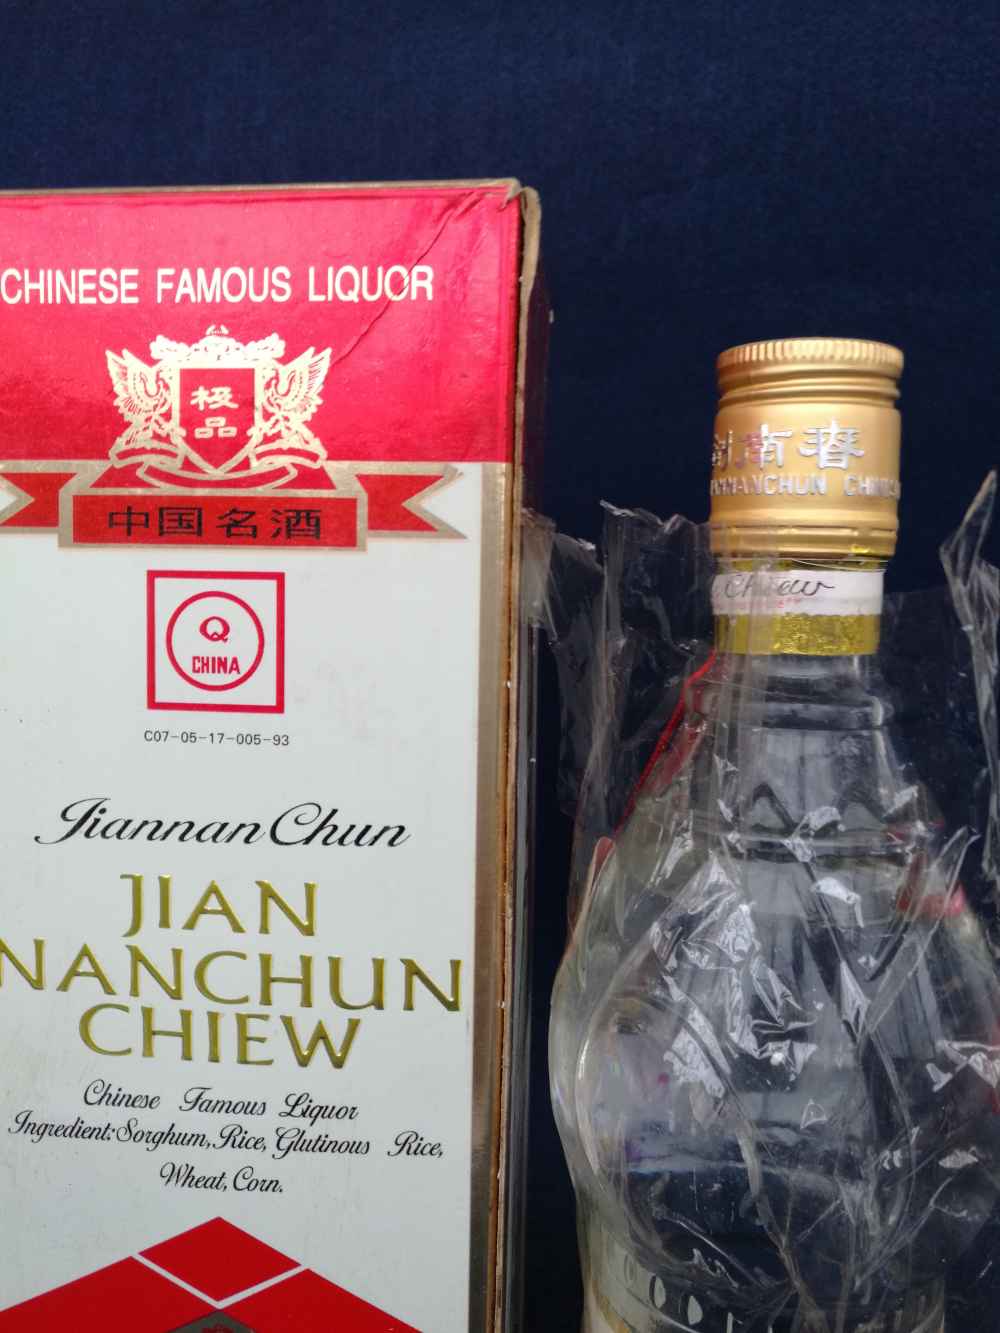 CHINESE FAMOUS LIQUOR
极
品
中国名酒
Q
CHINA
C07-05-17-005-93
Jiannan Chun
JIAN
NANCHUN
CHIEW
Chinese Famous Liquor
Ingredient:Sorghum,Rice,Glutinous Rice,
Wheat,Corn.
剑南春
NANCHUN
Chiew